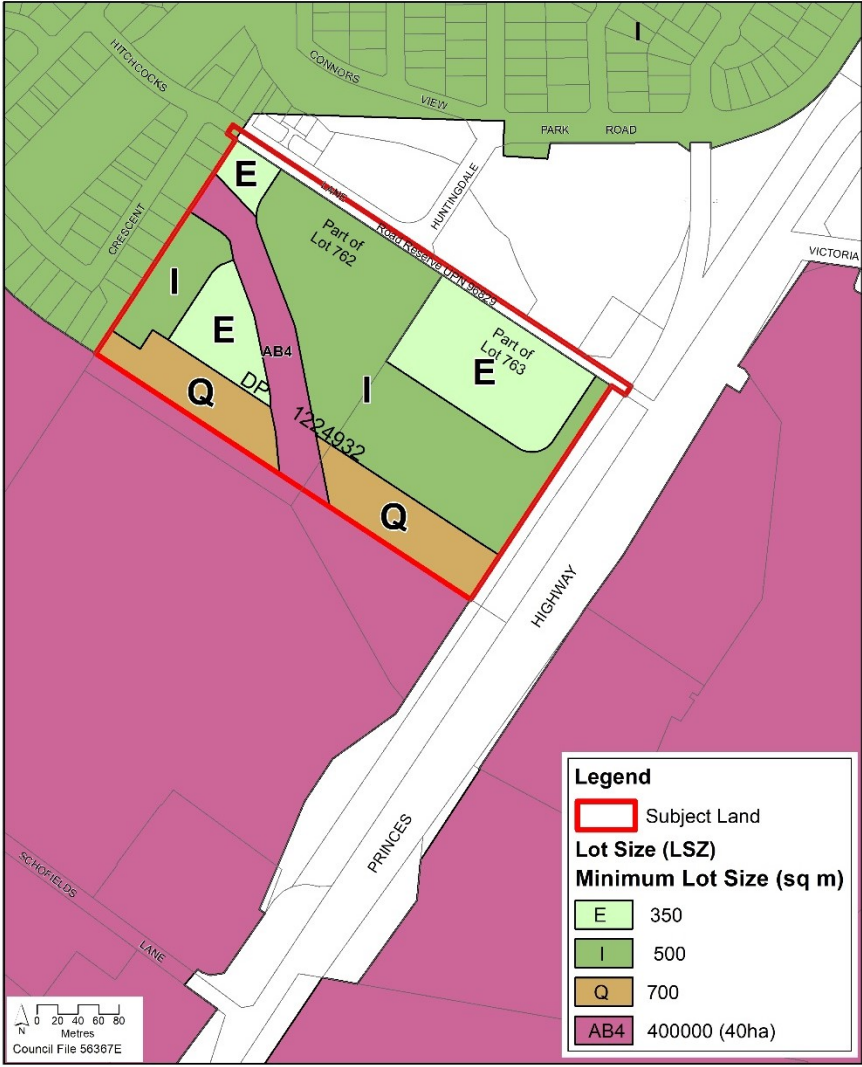 I
HITCHCOCKS
CONNORS
VIEW
PARK ROAD
HUNTINGDALE
LANE
Road Reserve UPN 96829
VICTORIA
CRESCENT
E
Part of
Lot 762
I
E
AB4
Part of
Lot 763
E
I
DP 1224932
Q
Q
HIGHWAY
PRINCES
SCHOFIELDS
LANE
Legend
Subject Land
Lot Size (LSZ)
Minimum Lot Size (sq m)
E 350
I 500
Q 700
AB4 400000 (40ha)
N
0 20 40 60 80
Metres
Council File 56367E